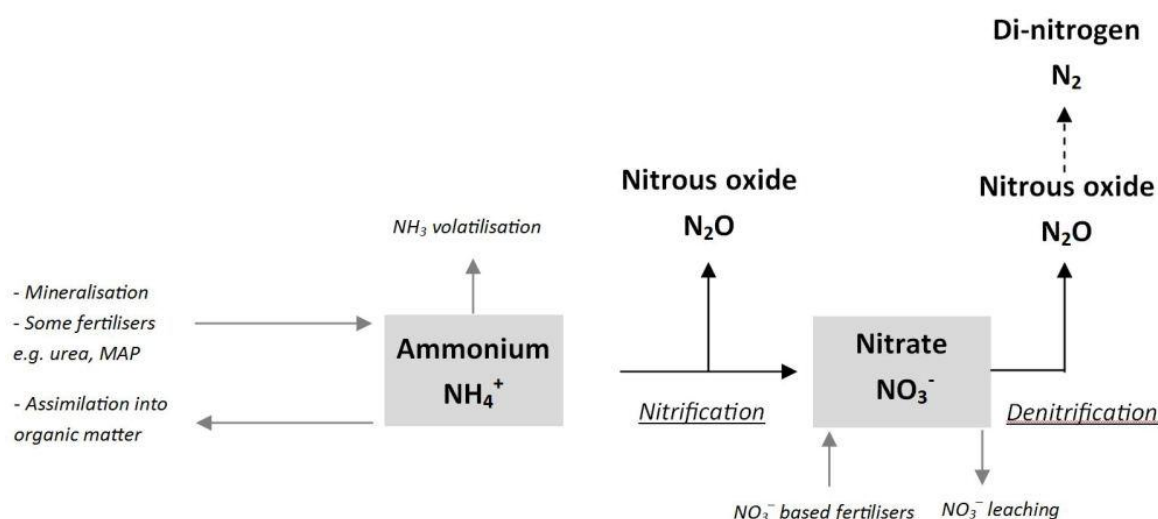 Di-nitrogen
N₂
Nitrous oxide
N₂O
Nitrous oxide
N₂O
NH₃ volatilisation
- Mineralisation
- Some fertilisers
e.g. urea, MAP
- Assimilation into
organic matter
Ammonium
NH₄⁺
Nitrification
Nitrate
NO₃⁻
Denitrification
NO₃⁻ based fertilisers
NO₃⁻ leaching